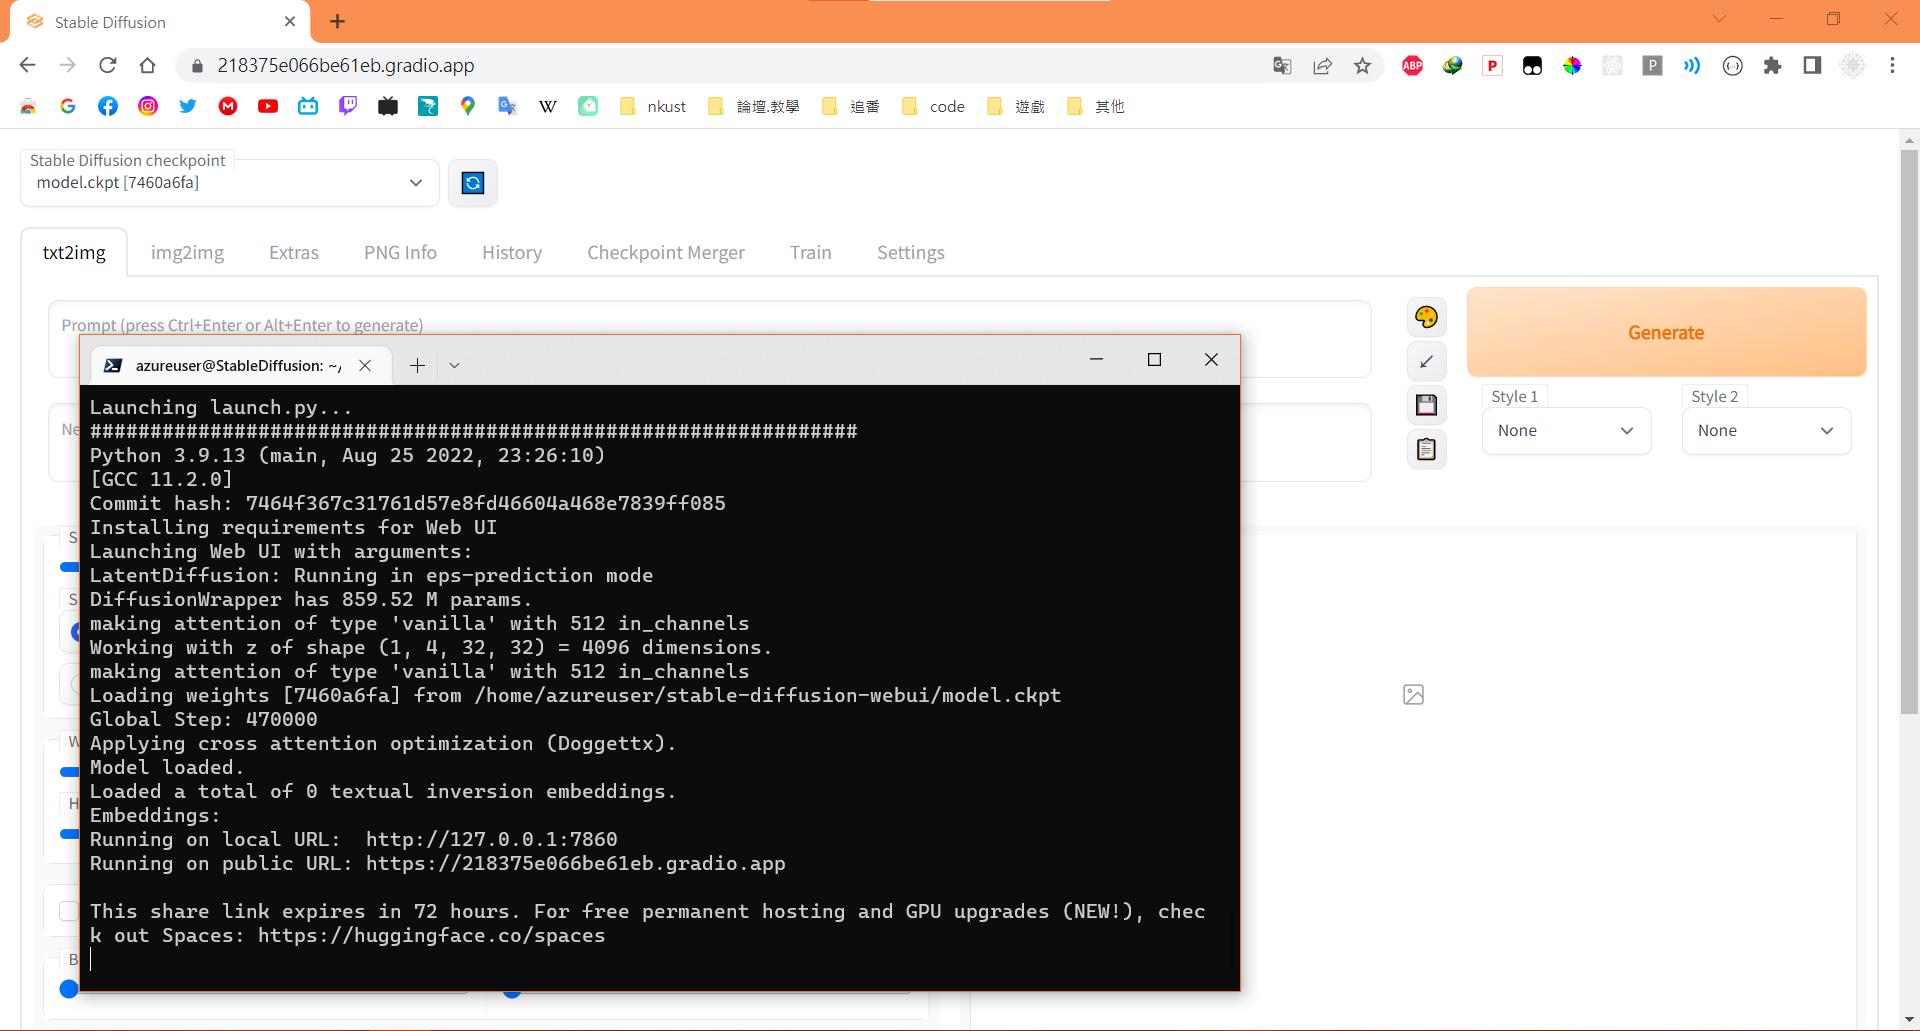 Stable Diffusion
218375e066be61eb.gradio.app
nkust
論壇.教學
追番
code
遊戲
其他
Stable Diffusion checkpoint
model.ckpt [7460a6fa]
txt2img
img2img
Extras
PNG Info
History
Checkpoint Merger
Train
Settings
Prompt (press Ctrl+Enter or Alt+Enter to generate)
Generate
Style 1
None
Style 2
None
azureuser@StableDiffusion: ~/
Launching launch.py...
################################################################
Python 3.9.13 (main, Aug 25 2022, 23:26:10)
[GCC 11.2.0]
Commit hash: 7464f367c31761d57e8fd46604a468e7839ff085
Installing requirements for Web UI
Launching Web UI with arguments:
LatentDiffusion: Running in eps-prediction mode
DiffusionWrapper has 859.52 M params.
making attention of type 'vanilla' with 512 in_channels
Working with z of shape (1, 4, 32, 32) = 4096 dimensions.
making attention of type 'vanilla' with 512 in_channels
Loading weights [7460a6fa] from /home/azureuser/stable-diffusion-webui/model.ckpt
Global Step: 470000
Applying cross attention optimization (Doggettx).
Model loaded.
Loaded a total of 0 textual inversion embeddings.
Embeddings:
Running on local URL:  http://127.0.0.1:7860
Running on public URL: https://218375e066be61eb.gradio.app
This share link expires in 72 hours. For free permanent hosting and GPU upgrades (NEW!), chec
k out Spaces: https://huggingface.co/spaces